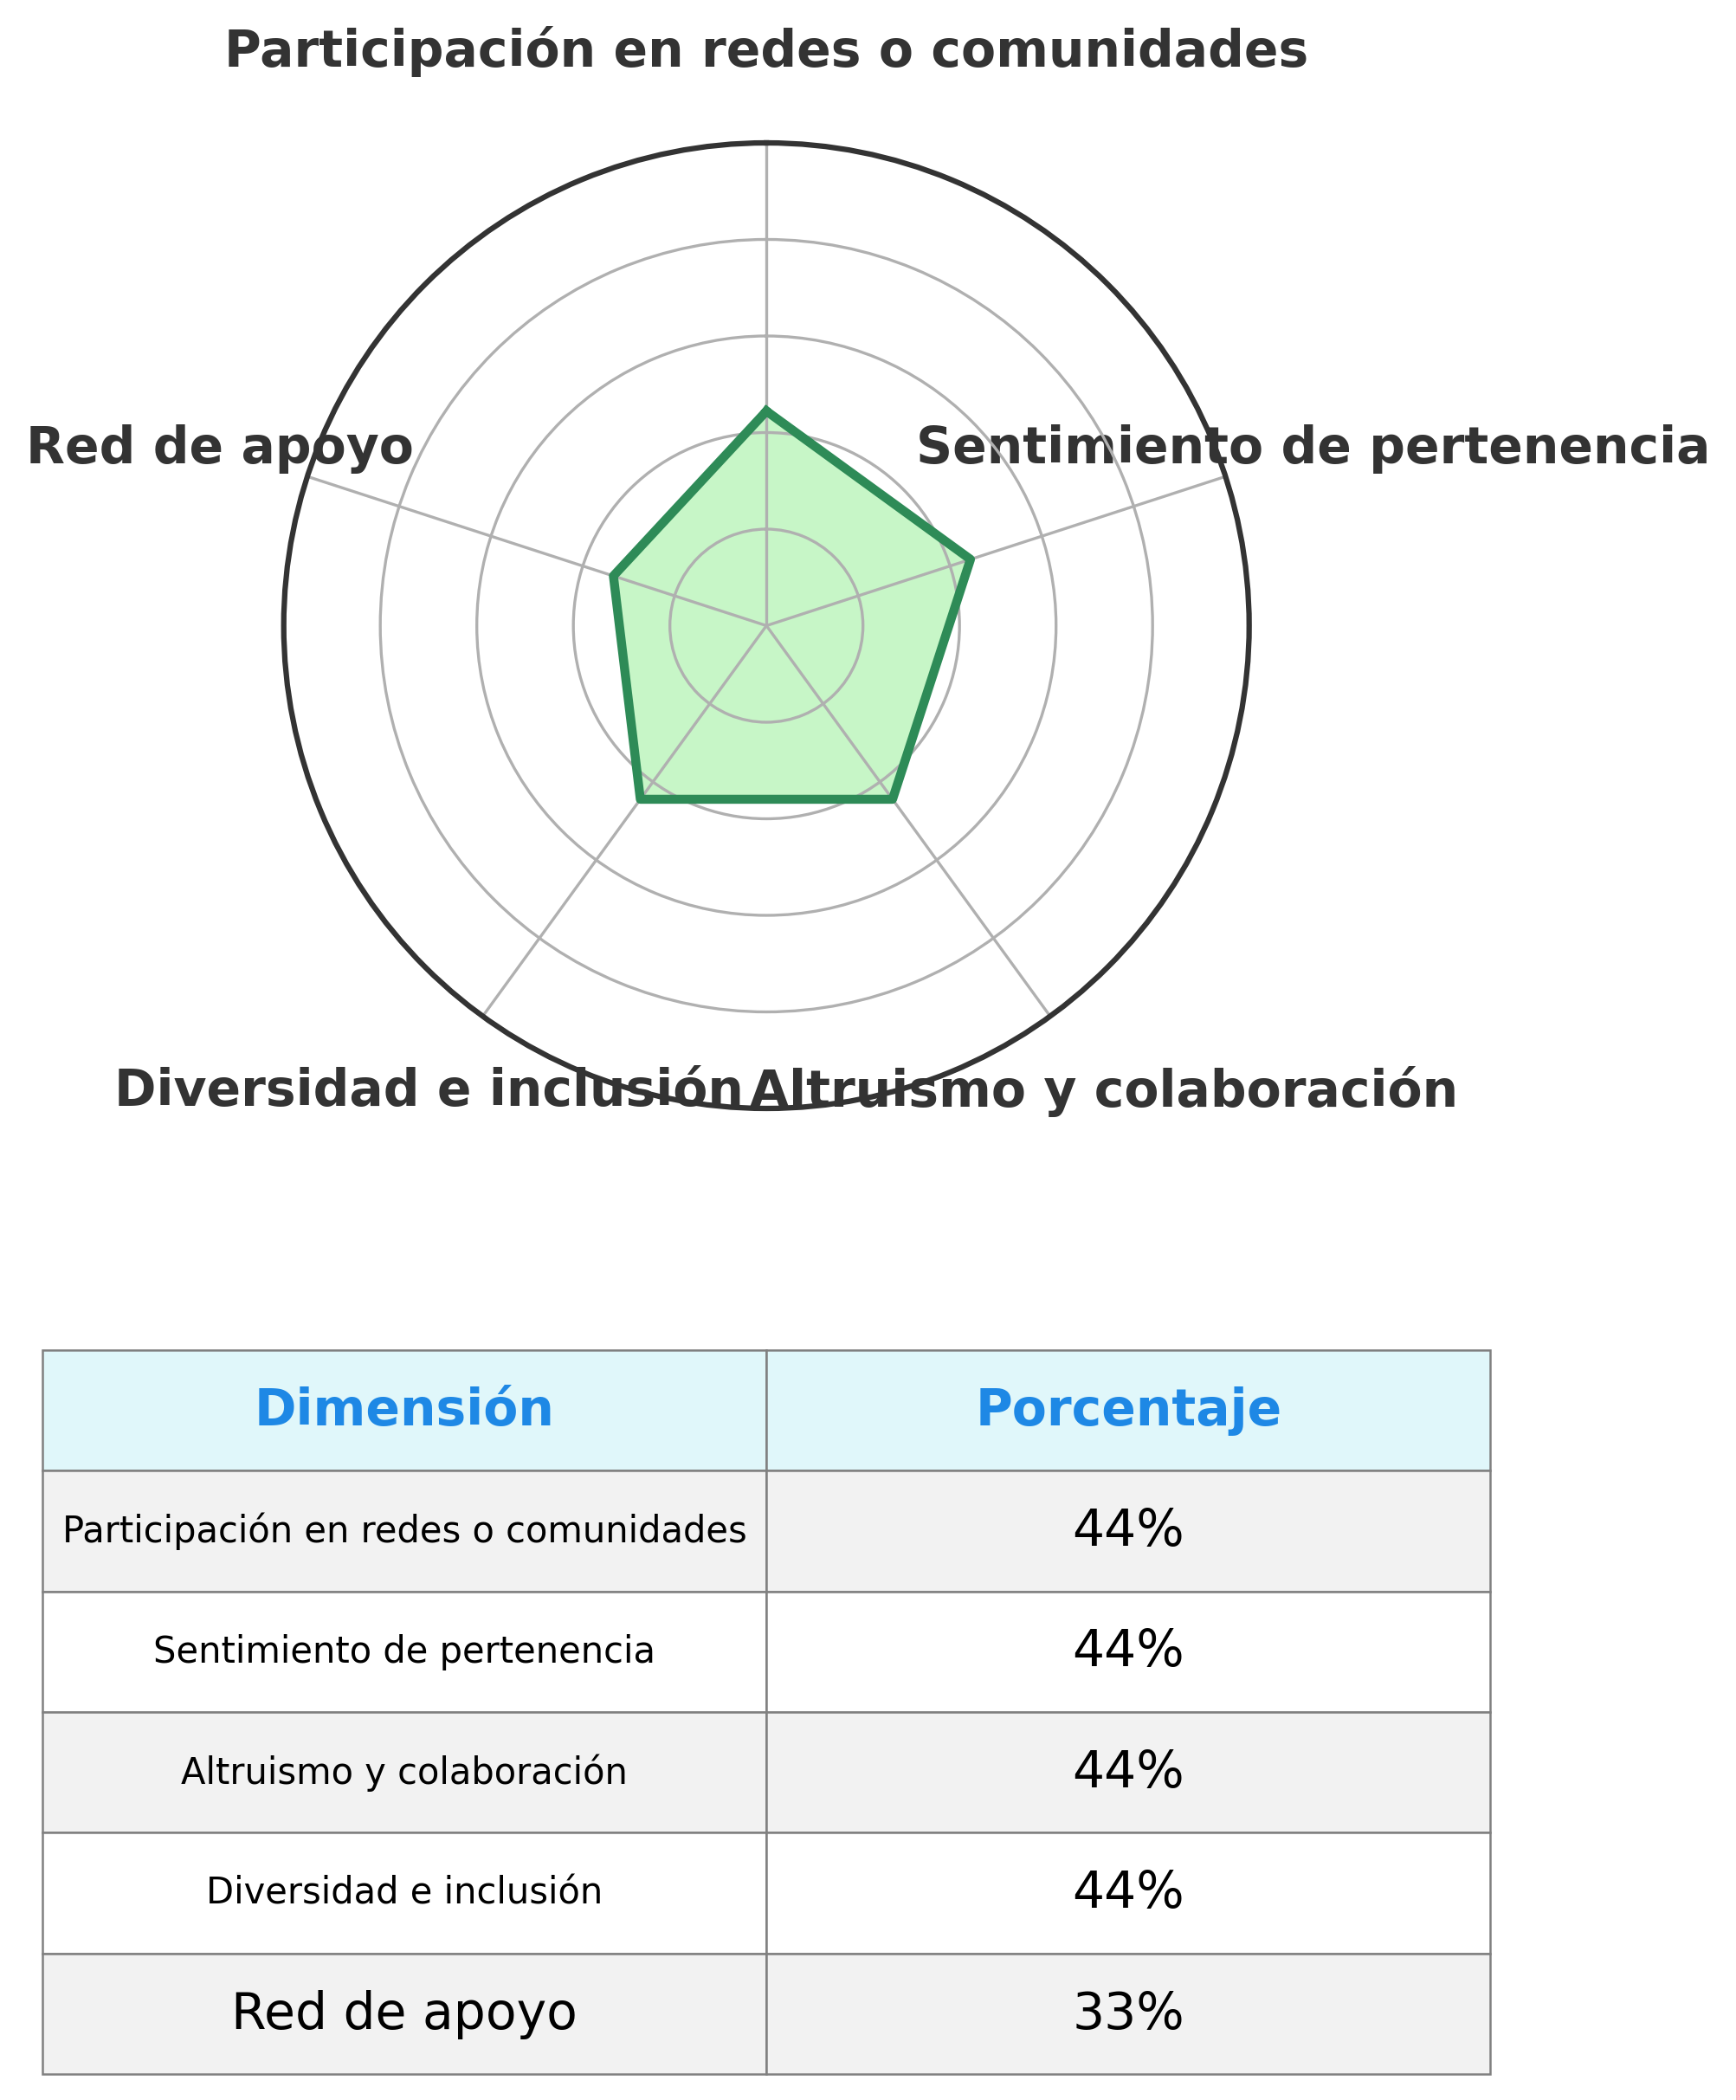 Participación en redes o comunidades
Red de apoyo
Sentimiento de pertenencia
Diversidad e inclusión
Altruismo y colaboración
Dimensión Porcentaje
Participación en redes o comunidades 44%
Sentimiento de pertenencia 44%
Altruismo y colaboración 44%
Diversidad e inclusión 44%
Red de apoyo 33%